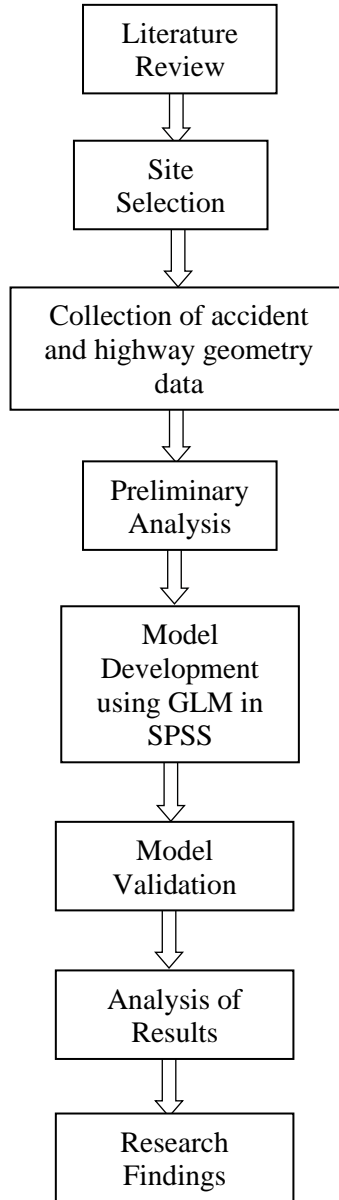 Literature
Review
Site
Selection
Collection of accident
and highway geometry
data
Preliminary
Analysis
Model
Development
using GLM in
SPSS
Model
Validation
Analysis of
Results
Research
Findings